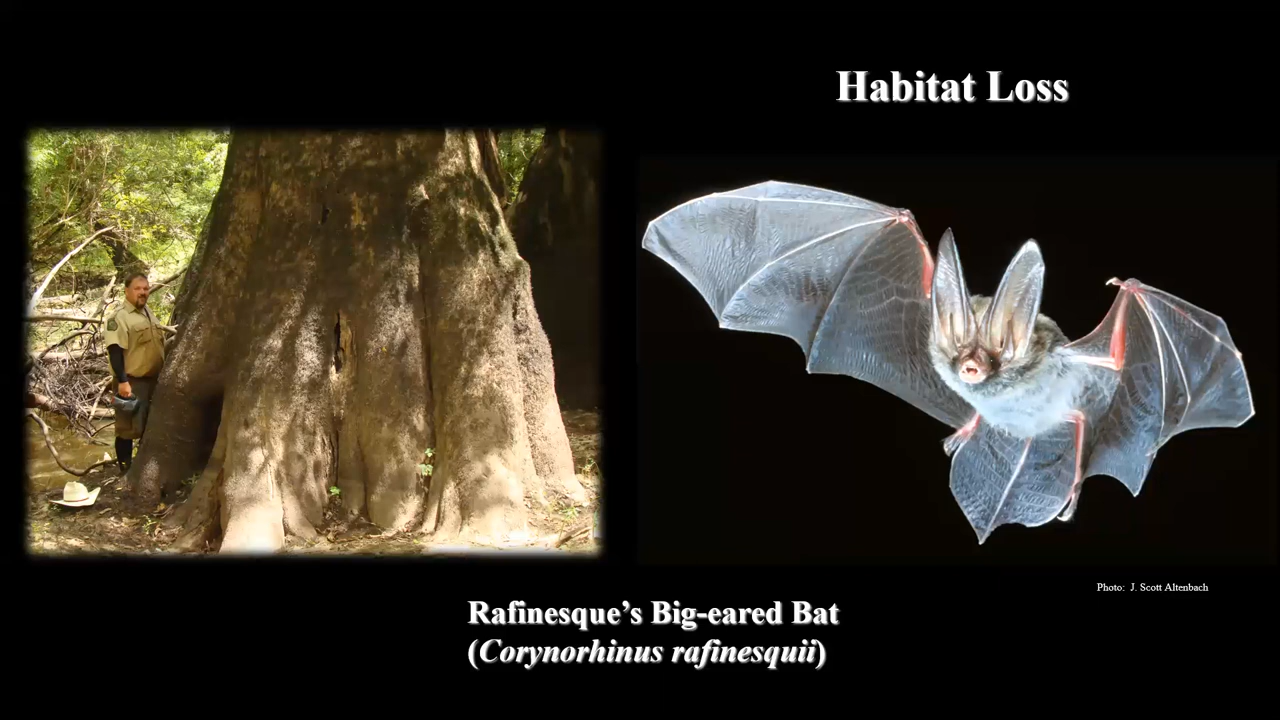 Habitat Loss
Photo: J. Scott Altenbach
Rafinesque’s Big-eared Bat
(Corynorhinus rafinesquii)